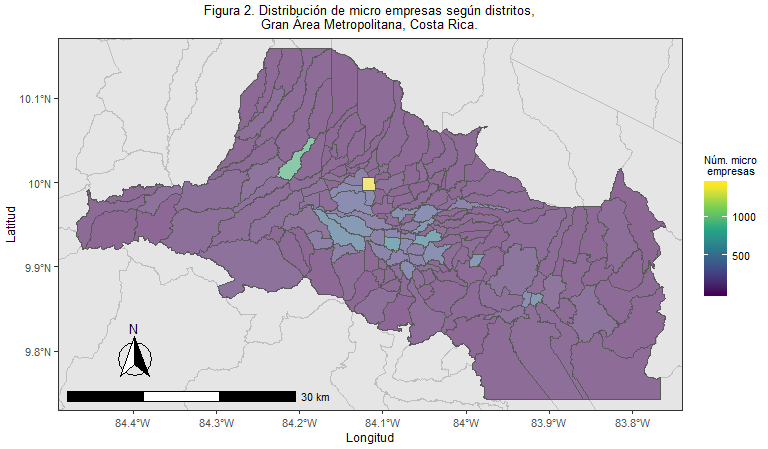 Figura 2. Distribución de micro empresas según distritos,
Gran Área Metropolitana, Costa Rica.
10.1°N
10°N
9.9°N
9.8°N
Latitud
Núm. micro
empresas
1000
500
N
30 km
84.4°W
84.3°W
84.2°W
84.1°W
84°W
83.9°W
83.8°W
Longitud